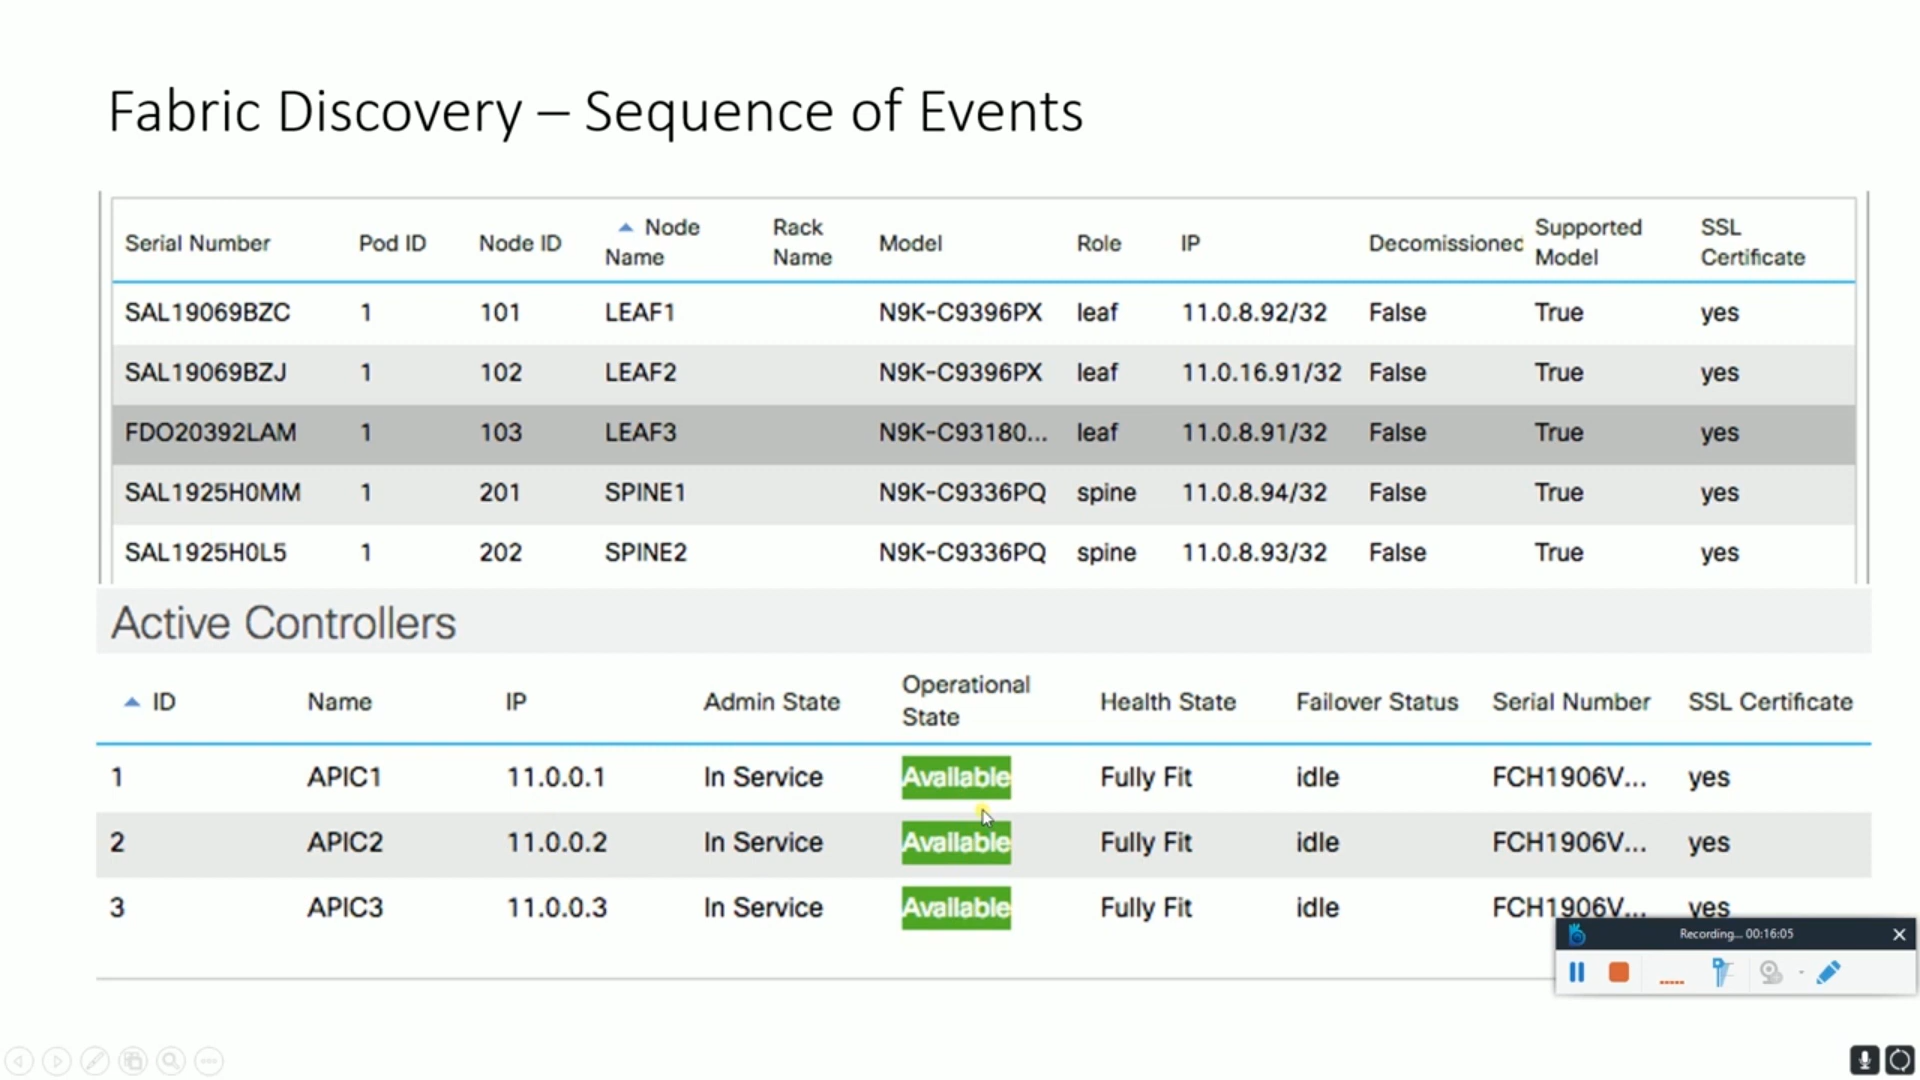 Fabric Discovery – Sequence of Events
Serial Number Pod ID Node ID Node Name Rack Name Model Role IP Decomissioned Supported Model SSL Certificate
SAL19069BZC 1 101 LEAF1 N9K-C9396PX leaf 11.0.8.92/32 False True yes
SAL19069BZJ 1 102 LEAF2 N9K-C9396PX leaf 11.0.16.91/32 False True yes
FDO20392LAM 1 103 LEAF3 N9K-C93180... leaf 11.0.8.91/32 False True yes
SAL1925H0MM 1 201 SPINE1 N9K-C9336PQ spine 11.0.8.94/32 False True yes
SAL1925H0L5 1 202 SPINE2 N9K-C9336PQ spine 11.0.8.93/32 False True yes
Active Controllers
ID Name IP Admin State Operational State Health State Failover Status Serial Number SSL Certificate
1 APIC1 11.0.0.1 In Service Available Fully Fit idle FCH1906V... yes
2 APIC2 11.0.0.2 In Service Available Fully Fit idle FCH1906V... yes
3 APIC3 11.0.0.3 In Service Available Fully Fit idle FCH1906V... yes
Recording... 00:16:05